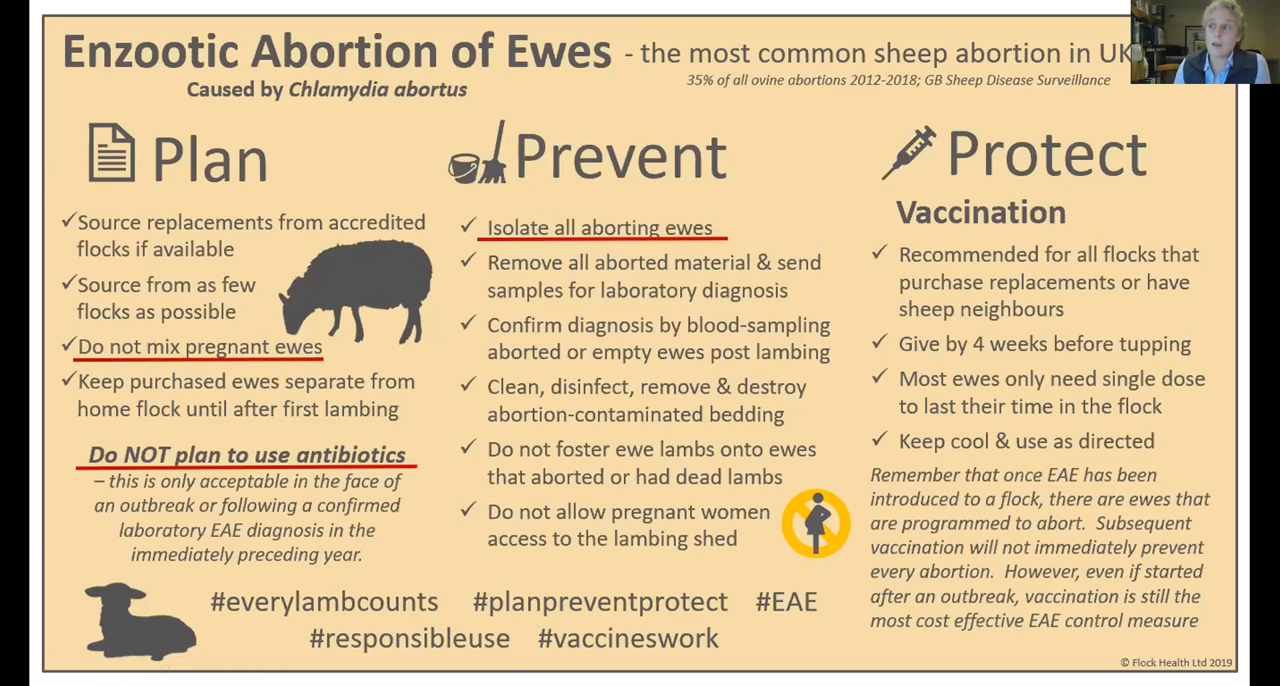 Enzootic Abortion of Ewes - the most common sheep abortion in UK
35% of all ovine abortions 2012-2018; GB Sheep Disease Surveillance
Caused by Chlamydia abortus
Plan
✓Source replacements from accredited
flocks if available
✓Source from as few
flocks as possible
✓Do not mix pregnant ewes
✓Keep purchased ewes separate from
home flock until after first lambing
Do NOT plan to use antibiotics
– this is only acceptable in the face of
an outbreak or following a confirmed
laboratory EAE diagnosis in the
immediately preceding year.
Prevent
✓ Isolate all aborting ewes
✓ Remove all aborted material & send
samples for laboratory diagnosis
✓ Confirm diagnosis by blood-sampling
aborted or empty ewes post lambing
✓ Clean, disinfect, remove & destroy
abortion-contaminated bedding
✓ Do not foster ewe lambs onto ewes
that aborted or had dead lambs
✓ Do not allow pregnant women
access to the lambing shed
Protect
Vaccination
✓ Recommended for all flocks that
purchase replacements or have
sheep neighbours
✓ Give by 4 weeks before tupping
✓ Most ewes only need single dose
to last their time in the flock
✓ Keep cool & use as directed
Remember that once EAE has been
introduced to a flock, there are ewes that
are programmed to abort. Subsequent
vaccination will not immediately prevent
every abortion. However, even if started
after an outbreak, vaccination is still the
most cost effective EAE control measure
#everylambcounts #planpreventprotect #EAE
#responsibleuse #vaccineswork
© Flock Health Ltd 2019